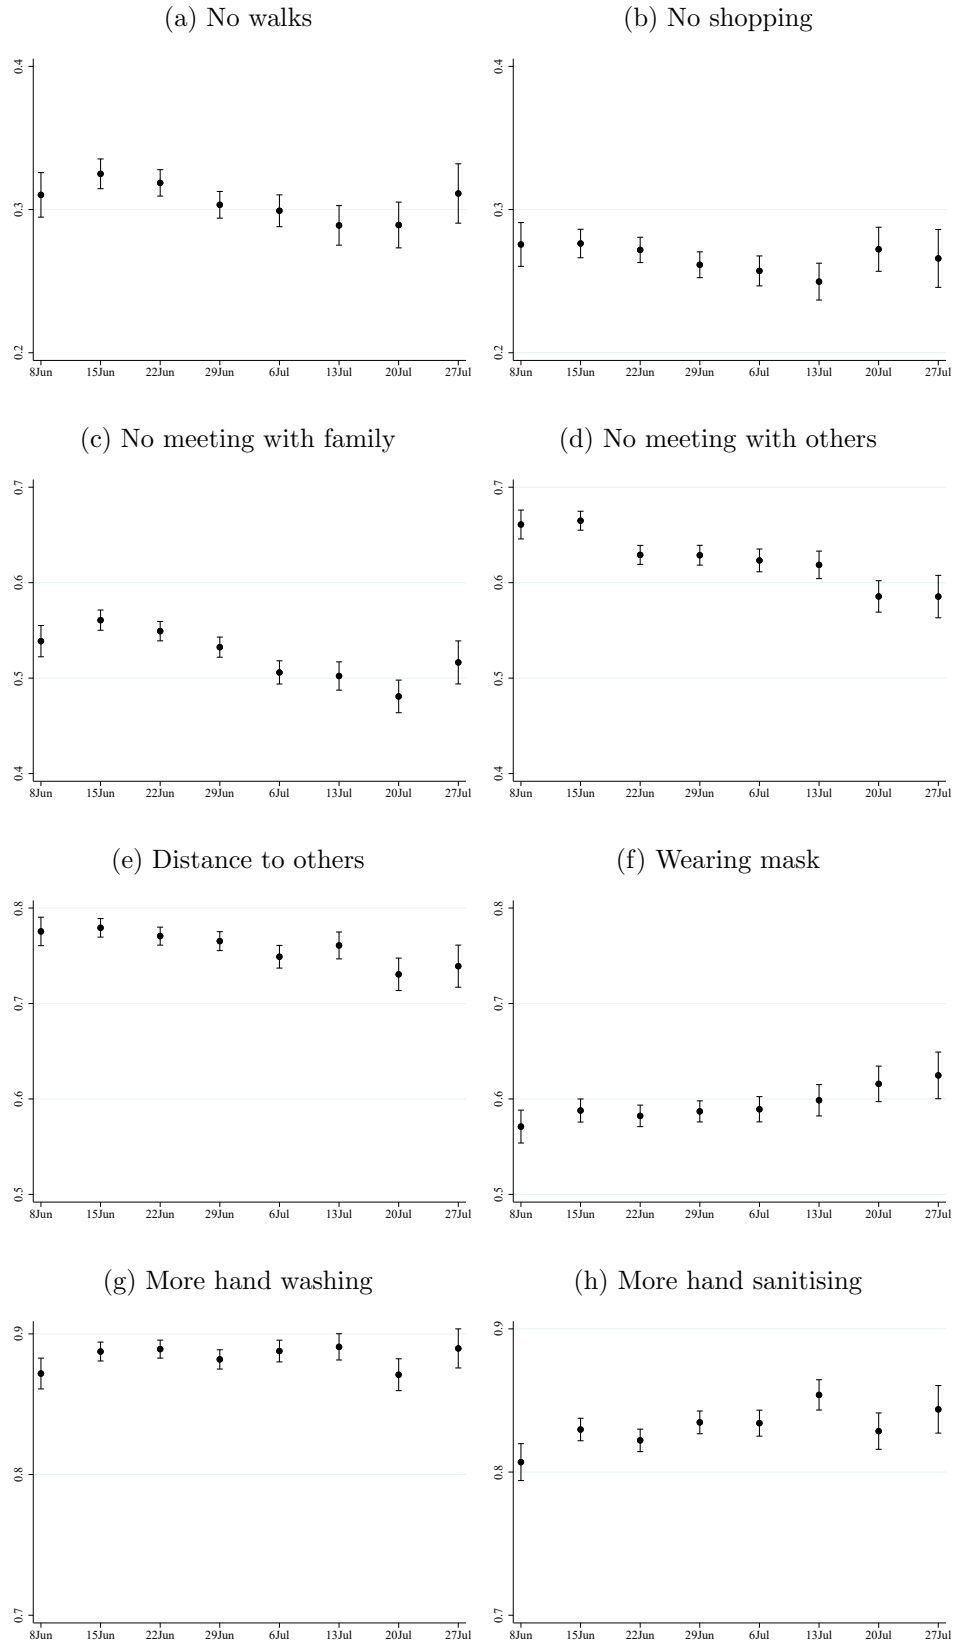 (a) No walks
(b) No shopping
0.4
0.3
0.2
8Jun 15Jun 22Jun 29Jun 6Jul 13Jul 20Jul 27Jul
0.4
0.3
0.2
8Jun 15Jun 22Jun 29Jun 6Jul 13Jul 20Jul 27Jul
(c) No meeting with family
(d) No meeting with others
0.7
0.6
0.5
0.4
8Jun 15Jun 22Jun 29Jun 6Jul 13Jul 20Jul 27Jul
0.7
0.6
0.5
0.4
8Jun 15Jun 22Jun 29Jun 6Jul 13Jul 20Jul 27Jul
(e) Distance to others
(f) Wearing mask
0.8
0.7
0.6
0.5
8Jun 15Jun 22Jun 29Jun 6Jul 13Jul 20Jul 27Jul
0.8
0.7
0.6
0.5
8Jun 15Jun 22Jun 29Jun 6Jul 13Jul 20Jul 27Jul
(g) More hand washing
(h) More hand sanitising
0.9
0.8
0.7
8Jun 15Jun 22Jun 29Jun 6Jul 13Jul 20Jul 27Jul
0.9
0.8
0.7
8Jun 15Jun 22Jun 29Jun 6Jul 13Jul 20Jul 27Jul